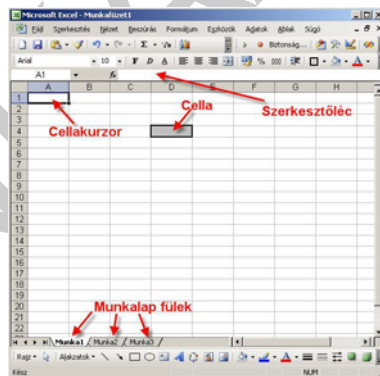 Microsoft Excel - Munkafüzet1
Fájl Szerkesztés Nézet Beszúrás Formátum Eszközök Adatok Ablak Súgó
Biztonság...
Arial 10 F D A
A1 fx
A B C D E F G H
1
2
3
4
5
6
7
8
9
10
11
12
13
14
15
16
17
18
19
20
21
22
Cella
Szerkesztőléc
Cellakurzor
Munkalap fülek
Munka1 Munka2 Munka3
Rajz Alakzatok
Kész NUM